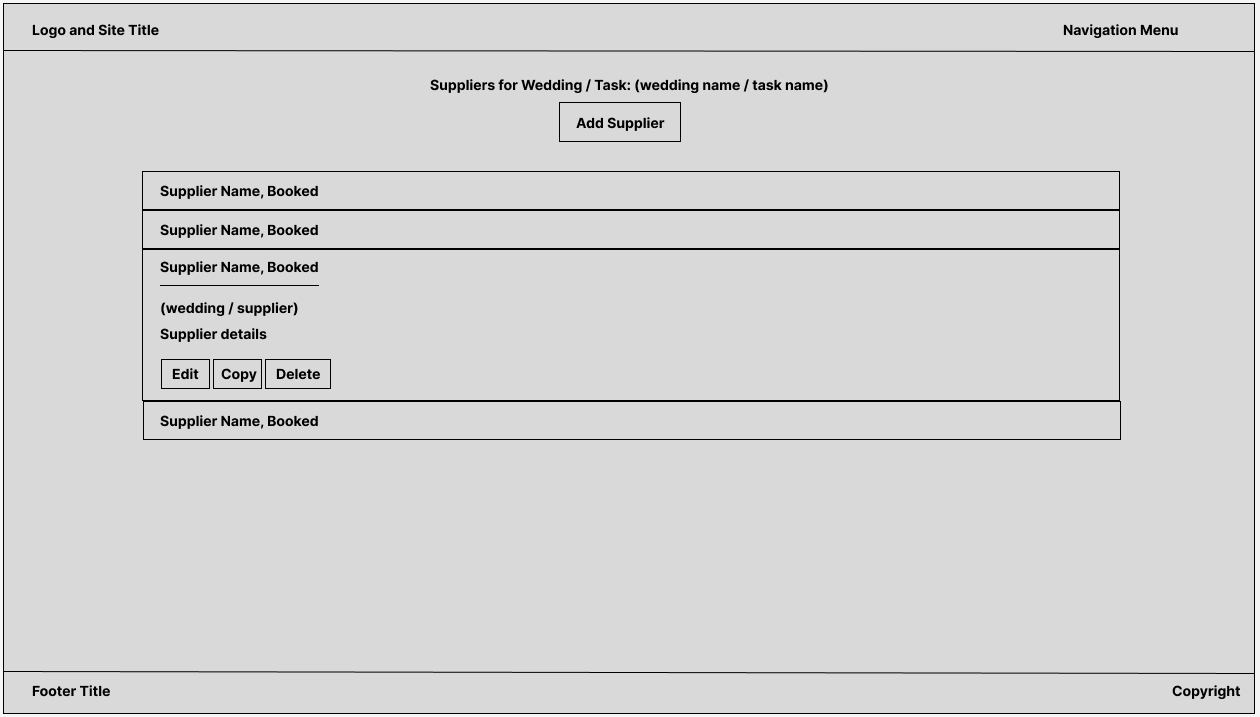 Logo and Site Title
Navigation Menu
Suppliers for Wedding / Task: (wedding name / task name)
Add Supplier
Supplier Name, Booked
Supplier Name, Booked
Supplier Name, Booked
(wedding / supplier)
Supplier details
Edit
Copy
Delete
Supplier Name, Booked
Footer Title
Copyright